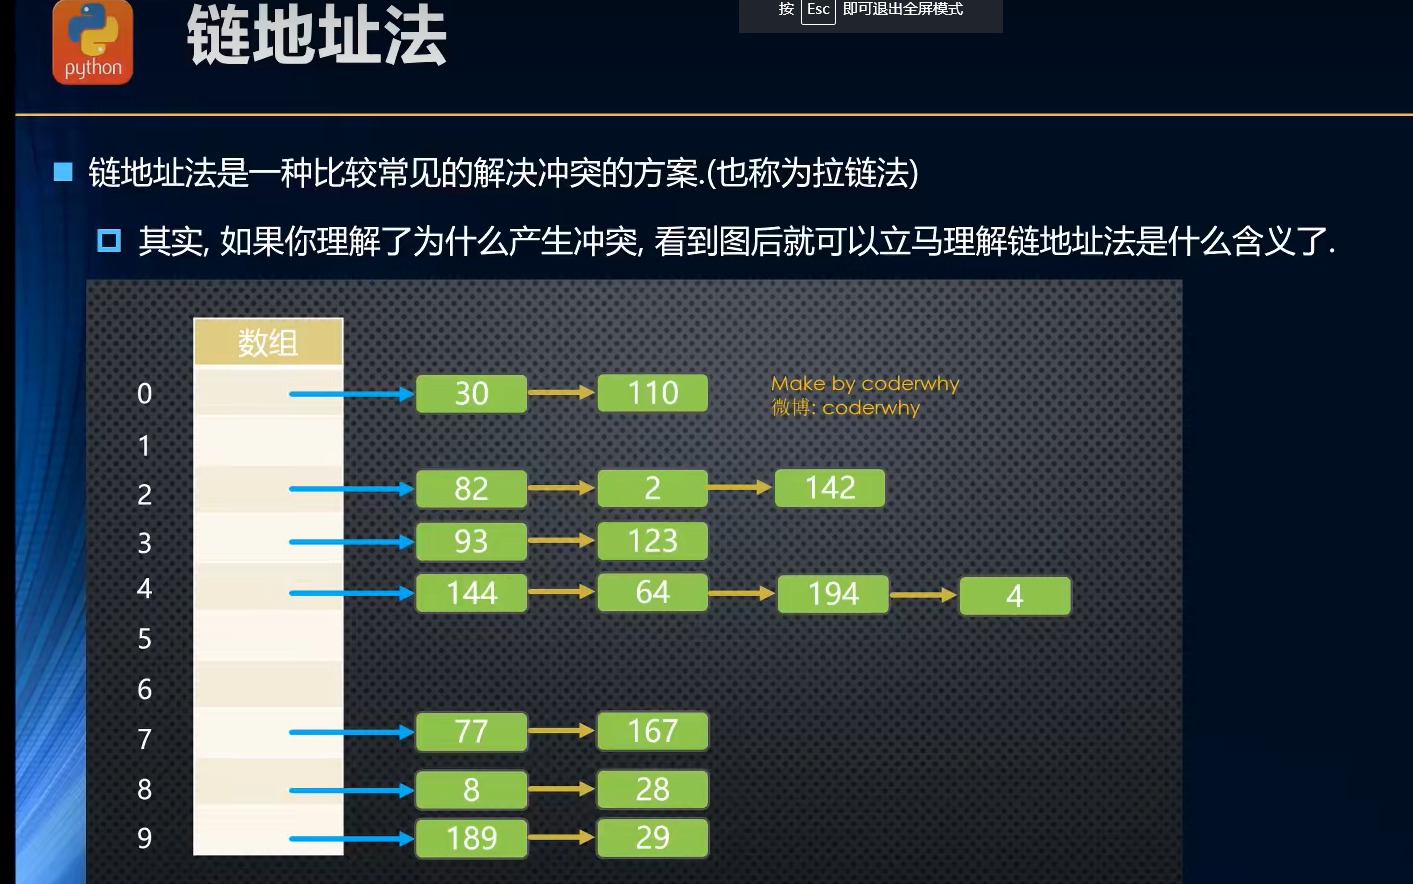 按 Esc 即可退出全屏模式
python
链地址法
链地址法是一种比较常见的解决冲突的方案.(也称为拉链法)
其实, 如果你理解了为什么产生冲突, 看到图后就可以立马理解链地址法是什么含义了.
数组
0 30 110
Make by coderwhy
微博: coderwhy
1
2 82 2 142
3 93 123
4 144 64 194 4
5
6
7 77 167
8 8 28
9 189 29